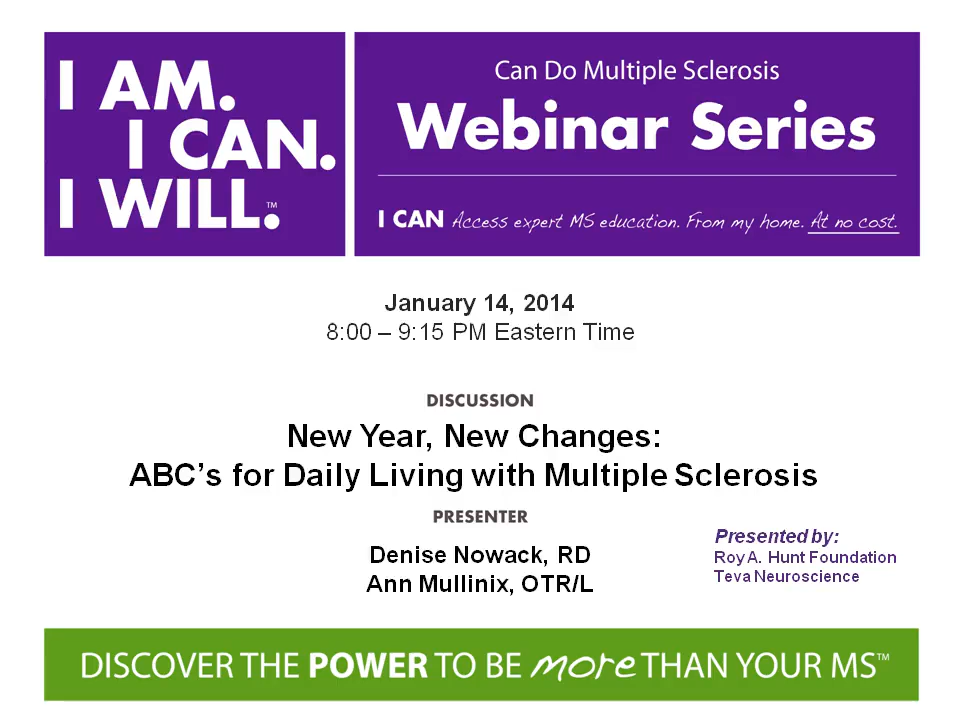 I AM.
I CAN.
I WILL.™
Can Do Multiple Sclerosis
Webinar Series
I CAN Access expert MS education. From my home. At no cost.
January 14, 2014
8:00 – 9:15 PM Eastern Time
DISCUSSION
New Year, New Changes:
ABC’s for Daily Living with Multiple Sclerosis
PRESENTER
Denise Nowack, RD
Ann Mullinix, OTR/L
Presented by:
Roy A. Hunt Foundation
Teva Neuroscience
DISCOVER THE POWER TO BE more THAN YOUR MS™